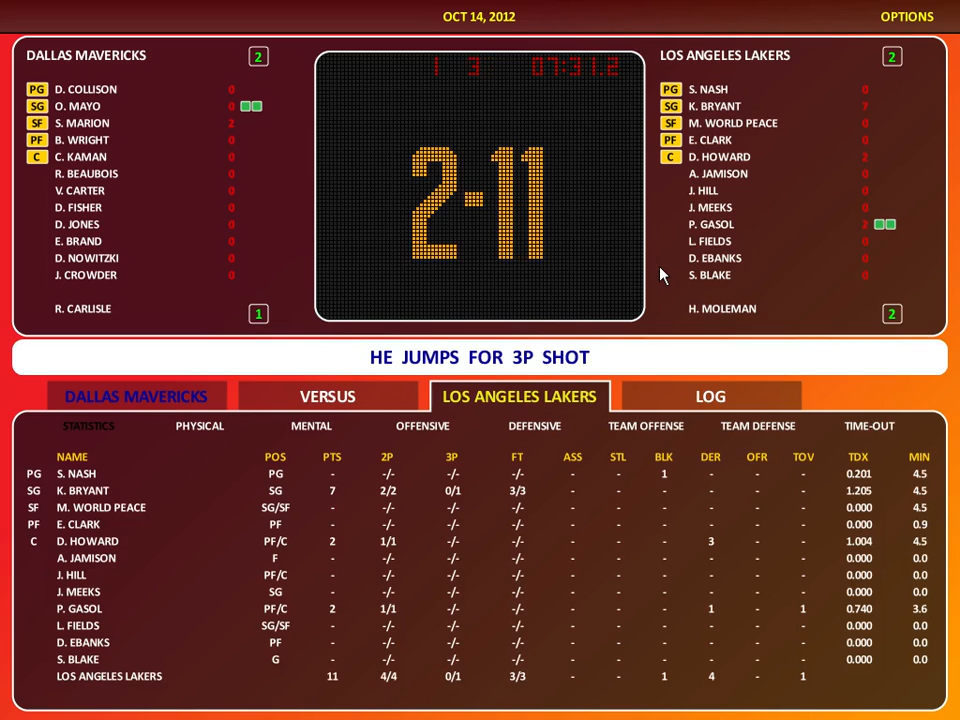 OCT 14, 2012 OPTIONS
DALLAS MAVERICKS 2
PG D. COLLISON 0
SG O. MAYO 0
SF S. MARION 2
PF B. WRIGHT 0
C C. KAMAN 0
R. BEAUBOIS 0
V. CARTER 0
D. FISHER 0
D. JONES 0
E. BRAND 0
D. NOWITZKI 0
J. CROWDER 0
R. CARLISLE 1
1 3 07:31.2
2-11
LOS ANGELES LAKERS 2
PG S. NASH 0
SG K. BRYANT 7
SF M. WORLD PEACE 0
PF E. CLARK 0
C D. HOWARD 2
A. JAMISON 0
J. HILL 0
J. MEEKS 0
P. GASOL 2
L. FIELDS 0
D. EBANKS 0
S. BLAKE 0
H. MOLEMAN 2
HE JUMPS FOR 3P SHOT
DALLAS MAVERICKS VERSUS LOS ANGELES LAKERS LOG
STATISTICS PHYSICAL MENTAL OFFENSIVE DEFENSIVE TEAM OFFENSE TEAM DEFENSE TIME-OUT
NAME POS PTS 2P 3P FT ASS STL BLK DER OFR TOV TDX MIN
PG S. NASH PG - -/- -/- -/- - - 1 - - - 0.201 4.5
SG K. BRYANT SG 7 2/2 0/1 3/3 - - - - - - 1.205 4.5
SF M. WORLD PEACE SG/SF - -/- -/- -/- - - - - - - 0.000 4.5
PF E. CLARK PF - -/- -/- -/- - - - - - - 0.000 0.9
C D. HOWARD PF/C 2 1/1 -/- -/- - - - 3 - - 1.004 4.5
A. JAMISON F - -/- -/- -/- - - - - - - 0.000 0.0
J. HILL PF/C - -/- -/- -/- - - - - - - 0.000 0.0
J. MEEKS SG - -/- -/- -/- - - - - - - 0.000 0.0
P. GASOL PF/C 2 1/1 -/- -/- - - - 1 - 1 0.740 3.6
L. FIELDS SG/SF - -/- -/- -/- - - - - - - 0.000 0.0
D. EBANKS PF - -/- -/- -/- - - - - - - 0.000 0.0
S. BLAKE G - -/- -/- -/- - - - - - - 0.000 0.0
LOS ANGELES LAKERS 11 4/4 0/1 3/3 - - 1 4 - 1